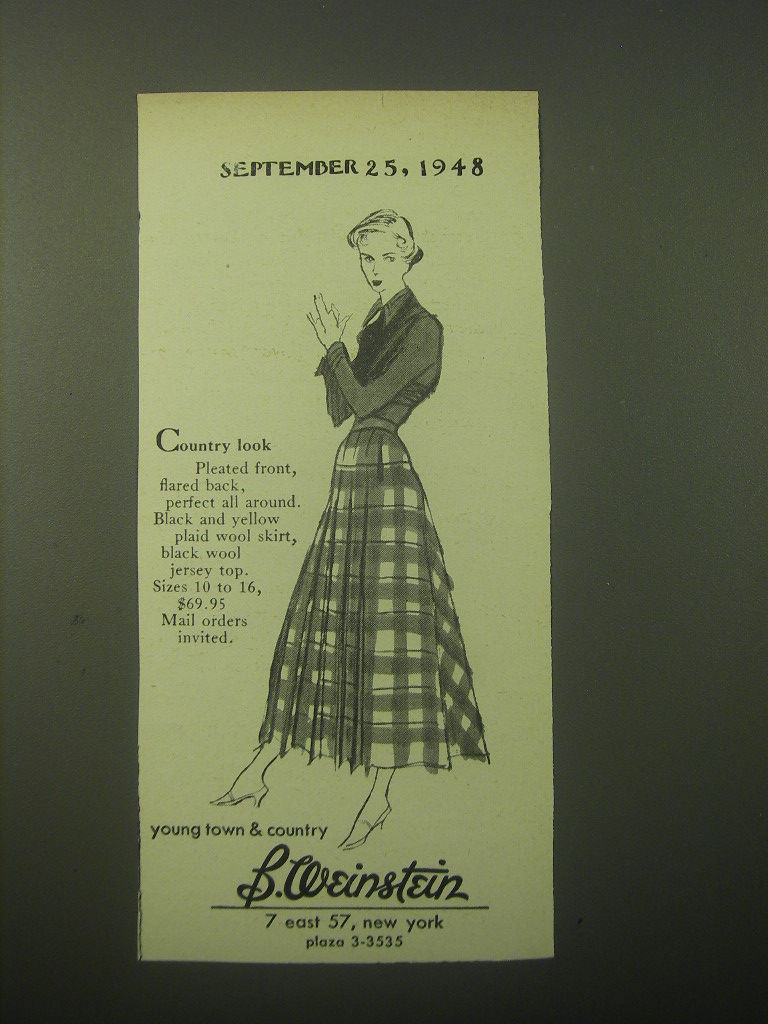 SEPTEMBER 25, 1948
Country look
Pleated front,
flared back,
perfect all around.
Black and yellow
plaid wool skirt,
black wool
jersey top.
Sizes 10 to 16,
$69.95
Mail orders
invited.
young town & country
B. Weinstein
7 east 57, new york
plaza 3-3535